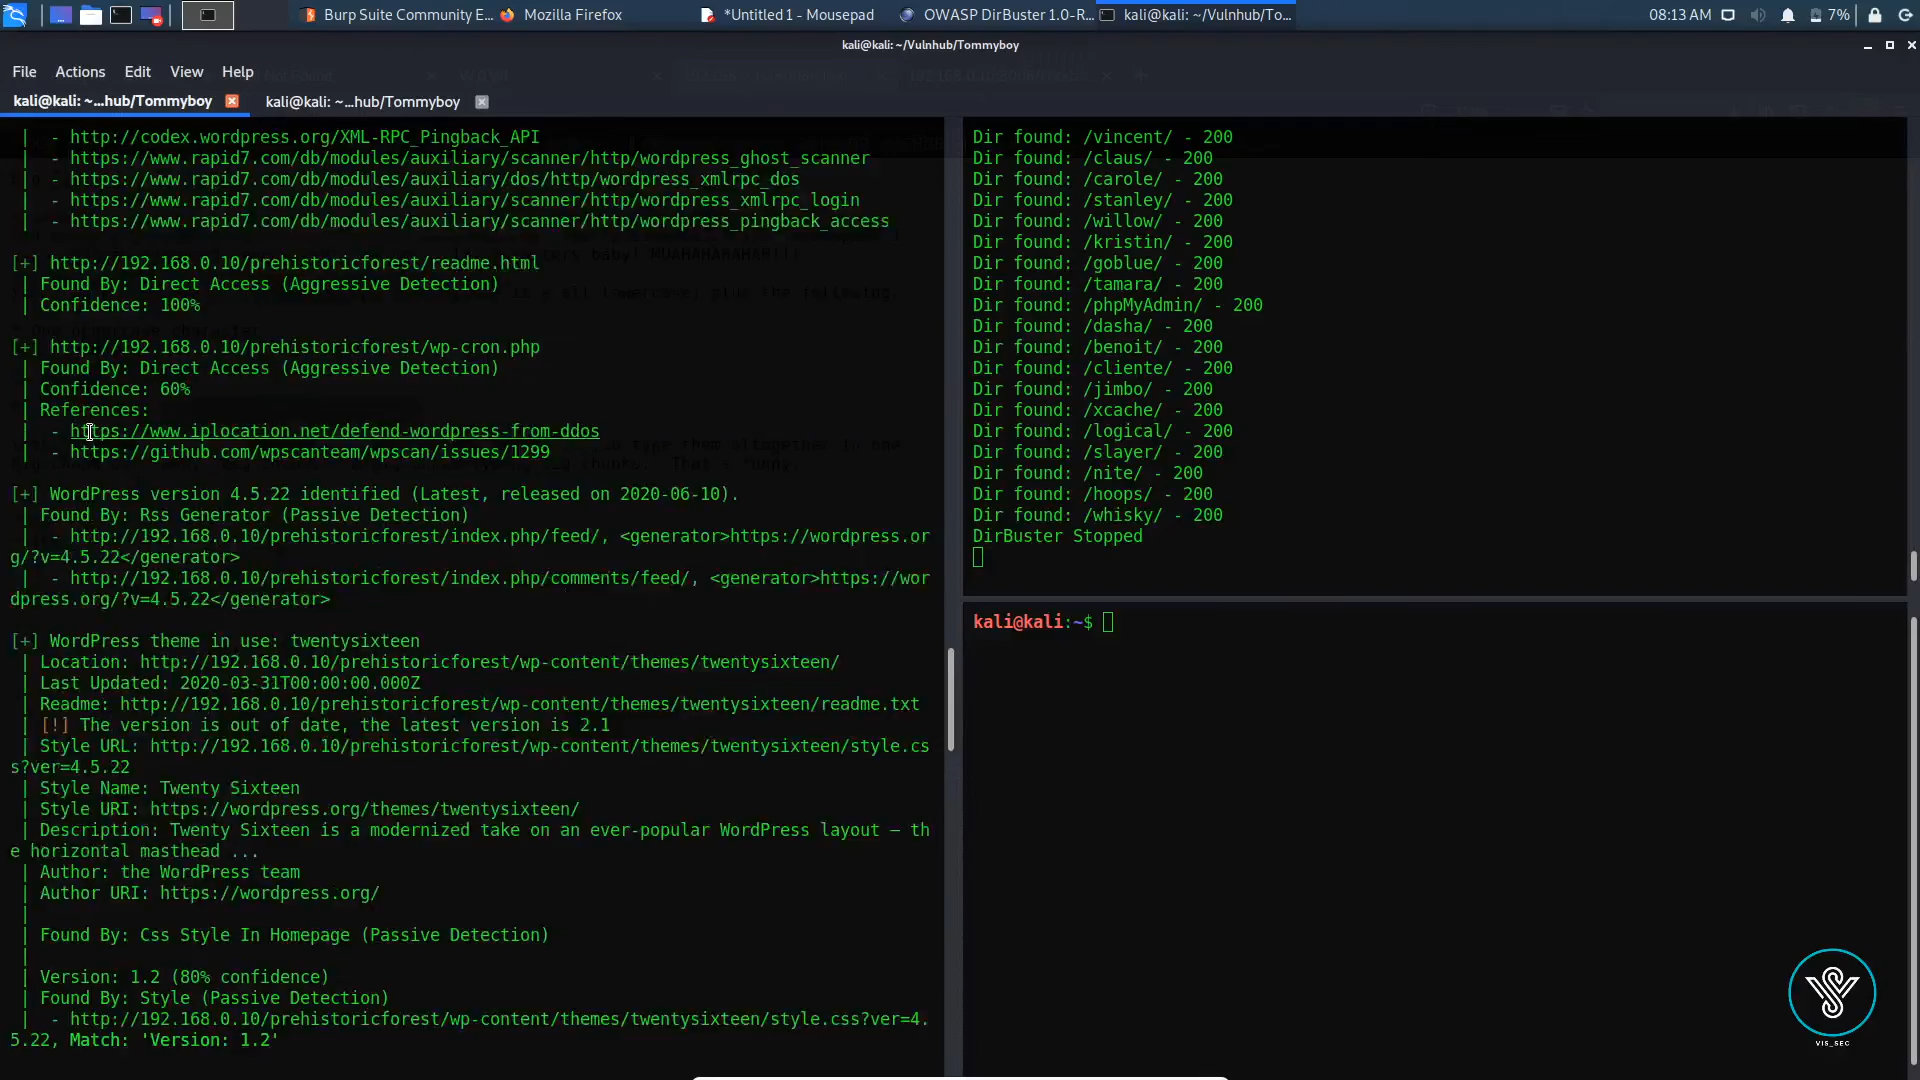 Burp Suite Community E...
Mozilla Firefox
*Untitled 1 - Mousepad
OWASP DirBuster 1.0-R...
kali@kali: ~/Vulnhub/To...
08:13 AM
7%
kali@kali: ~/Vulnhub/Tommyboy
File Actions Edit View Help
kali@kali: ~...hub/Tommyboy
kali@kali: ~...hub/Tommyboy
|  - http://codex.wordpress.org/XML-RPC_Pingback_API
|  - https://www.rapid7.com/db/modules/auxiliary/scanner/http/wordpress_ghost_scanner
|  - https://www.rapid7.com/db/modules/auxiliary/dos/http/wordpress_xmlrpc_dos
|  - https://www.rapid7.com/db/modules/auxiliary/scanner/http/wordpress_xmlrpc_login
|  - https://www.rapid7.com/db/modules/auxiliary/scanner/http/wordpress_pingback_access
[+] http://192.168.0.10/prehistoricforest/readme.html
| Found By: Direct Access (Aggressive Detection)
| Confidence: 100%
[+] http://192.168.0.10/prehistoricforest/wp-cron.php
| Found By: Direct Access (Aggressive Detection)
| Confidence: 60%
| References:
|  - https://www.iplocation.net/defend-wordpress-from-ddos
|  - https://github.com/wpscanteam/wpscan/issues/1299
[+] WordPress version 4.5.22 identified (Latest, released on 2020-06-10).
| Found By: Rss Generator (Passive Detection)
|  - http://192.168.0.10/prehistoricforest/index.php/feed/, <generator>https://wordpress.or
g/?v=4.5.22</generator>
|  - http://192.168.0.10/prehistoricforest/index.php/comments/feed/, <generator>https://wor
dpress.org/?v=4.5.22</generator>
[+] WordPress theme in use: twentysixteen
| Location: http://192.168.0.10/prehistoricforest/wp-content/themes/twentysixteen/
| Last Updated: 2020-03-31T00:00:00.000Z
| Readme: http://192.168.0.10/prehistoricforest/wp-content/themes/twentysixteen/readme.txt
| [!] The version is out of date, the latest version is 2.1
| Style URL: http://192.168.0.10/prehistoricforest/wp-content/themes/twentysixteen/style.cs
s?ver=4.5.22
| Style Name: Twenty Sixteen
| Style URI: https://wordpress.org/themes/twentysixteen/
| Description: Twenty Sixteen is a modernized take on an ever-popular WordPress layout — th
e horizontal masthead ...
| Author: the WordPress team
| Author URI: https://wordpress.org/
|
| Found By: Css Style In Homepage (Passive Detection)
|
| Version: 1.2 (80% confidence)
| Found By: Style (Passive Detection)
|  - http://192.168.0.10/prehistoricforest/wp-content/themes/twentysixteen/style.css?ver=4.
5.22, Match: 'Version: 1.2'
Dir found: /vincent/ - 200
Dir found: /claus/ - 200
Dir found: /carole/ - 200
Dir found: /stanley/ - 200
Dir found: /willow/ - 200
Dir found: /kristin/ - 200
Dir found: /goblue/ - 200
Dir found: /tamara/ - 200
Dir found: /phpMyAdmin/ - 200
Dir found: /dasha/ - 200
Dir found: /benoit/ - 200
Dir found: /cliente/ - 200
Dir found: /jimbo/ - 200
Dir found: /xcache/ - 200
Dir found: /logical/ - 200
Dir found: /slayer/ - 200
Dir found: /nite/ - 200
Dir found: /hoops/ - 200
Dir found: /whisky/ - 200
DirBuster Stopped
kali@kali:~$
VIS_SEC